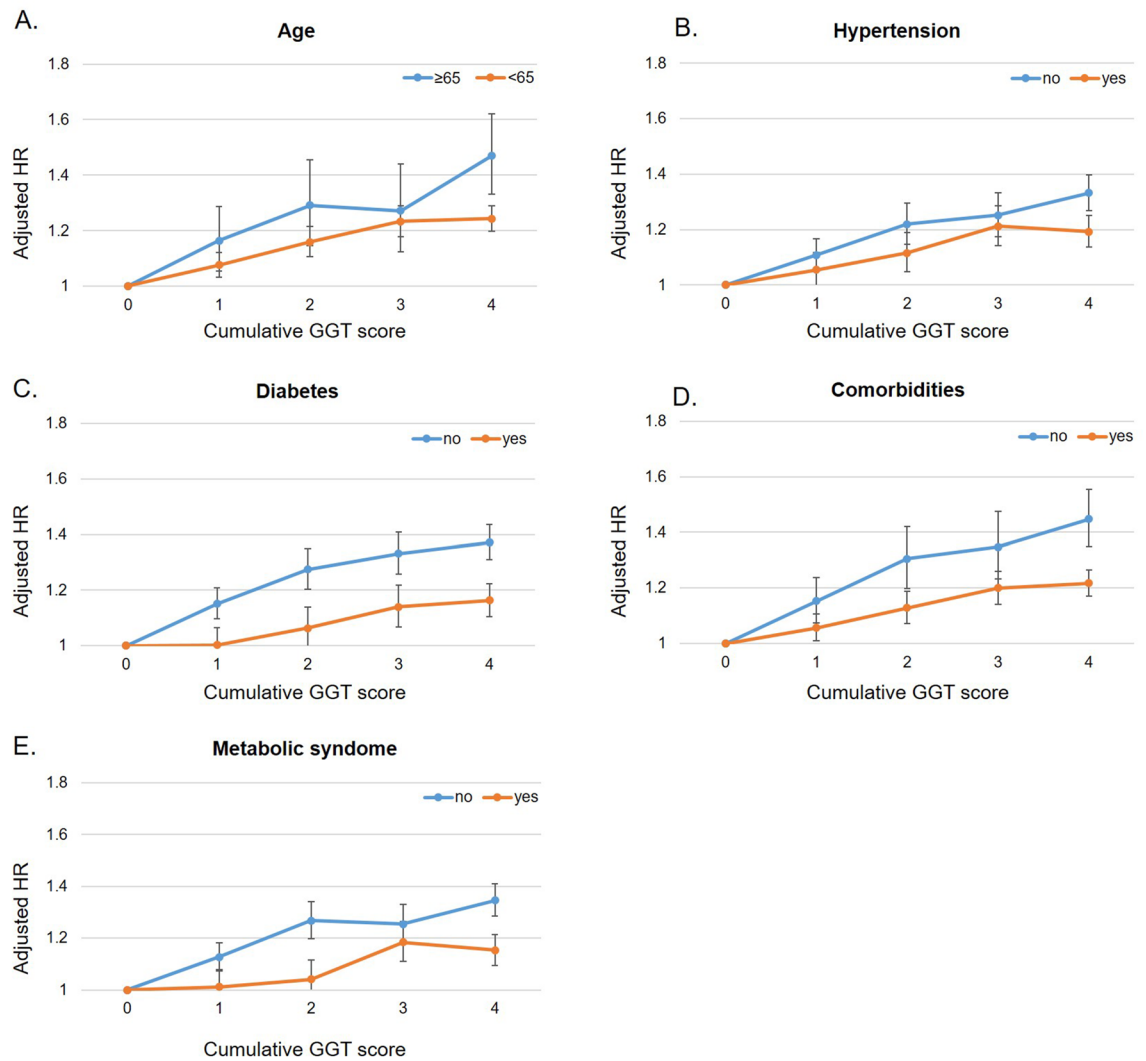 A.
Age
≥65 <65
1.8
1.6
1.4
1.2
1
Adjusted HR
0 1 2 3 4
Cumulative GGT score
B.
Hypertension
no yes
1.8
1.6
1.4
1.2
1
Adjusted HR
0 1 2 3 4
Cumulative GGT score
C.
Diabetes
no yes
1.8
1.6
1.4
1.2
1
Adjusted HR
0 1 2 3 4
Cumulative GGT score
D.
Comorbidities
no yes
1.8
1.6
1.4
1.2
1
Adjusted HR
0 1 2 3 4
Cumulative GGT score
E.
Metabolic syndome
no yes
1.8
1.6
1.4
1.2
1
Adjusted HR
0 1 2 3 4
Cumulative GGT score